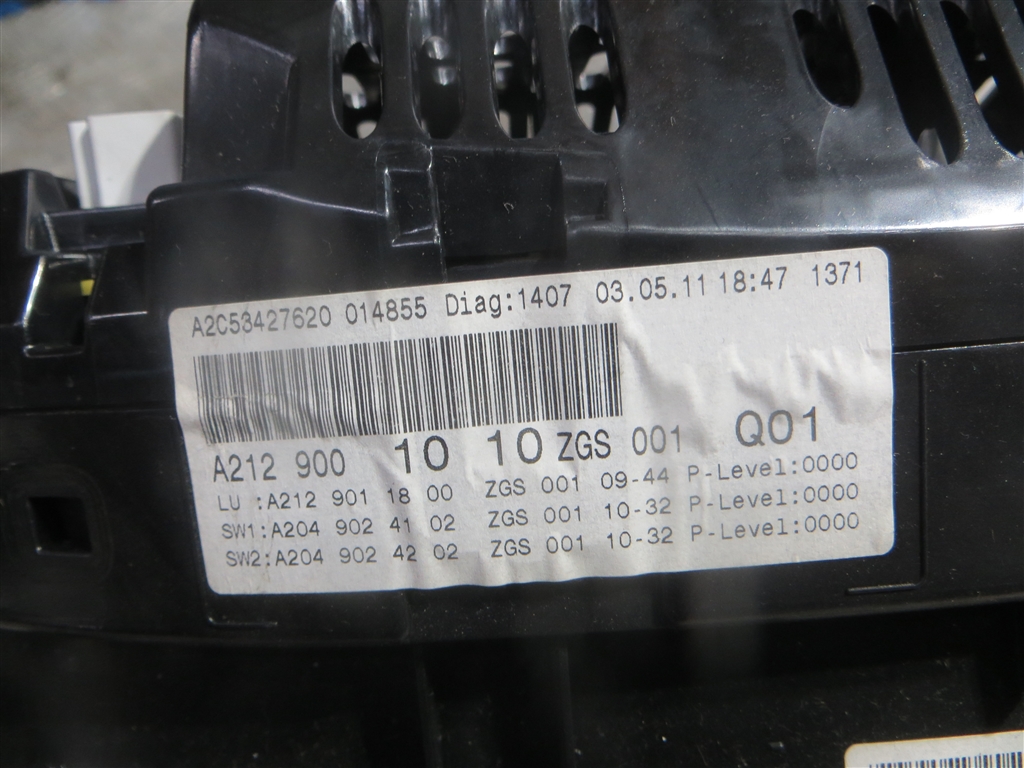 A2C53427620 014855 Diag:1407 03.05.11 18:47 1371
A212 900 10 10 ZGS 001 Q01
LU :A212 901 18 00 ZGS 001 09-44 P-Level:0000
SW1:A204 902 41 02 ZGS 001 10-32 P-Level:0000
SW2:A204 902 42 02 ZGS 001 10-32 P-Level:0000